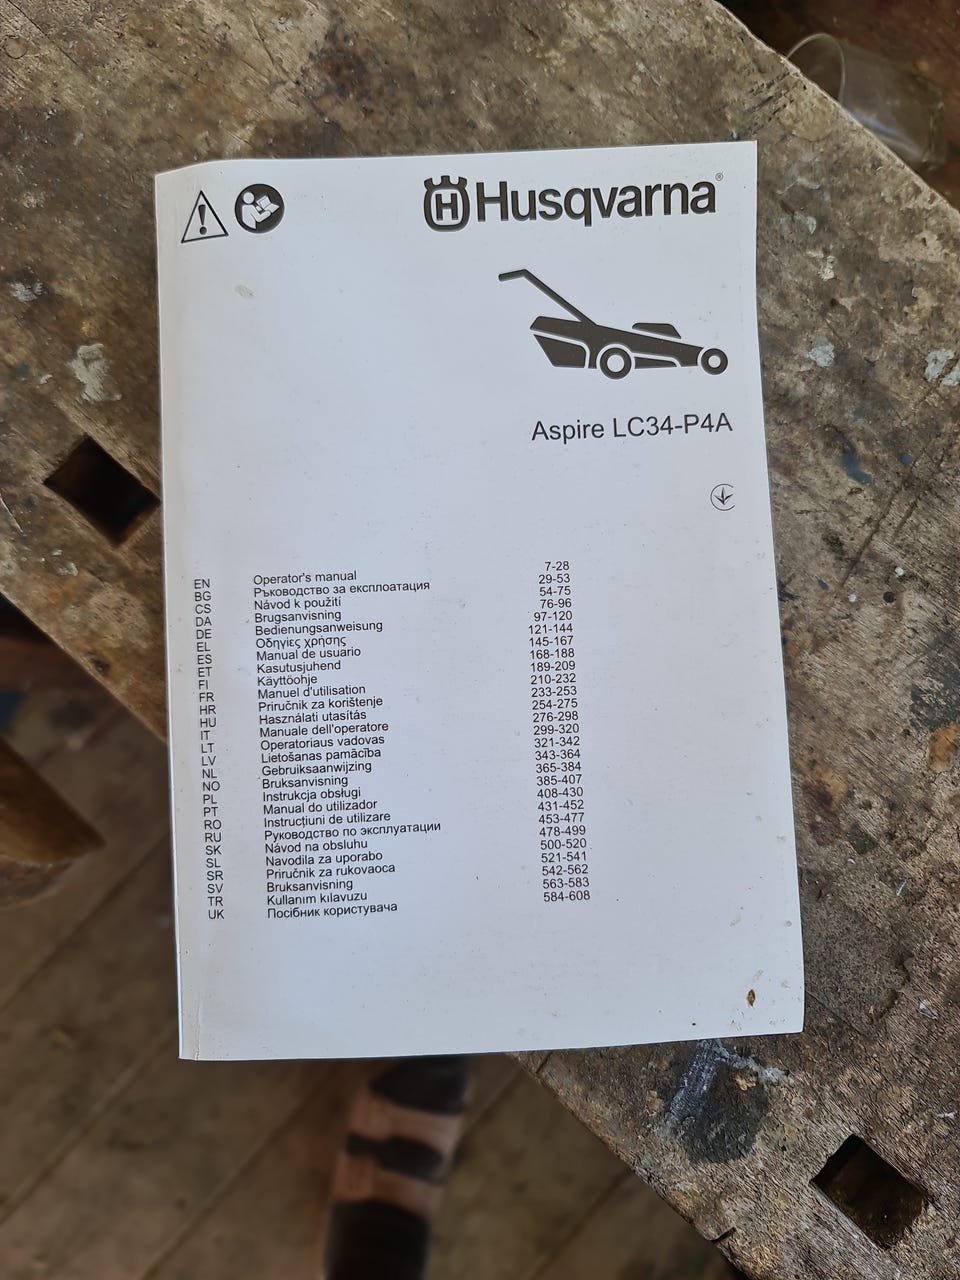 Husqvarna®
H
Aspire LC34-P4A
EN Operator's manual 7-28
BG Ръководство за експлоатация 29-53
CS Návod k použití 54-75
DA Brugsanvisning 76-96
DE Bedienungsanweisung 97-120
EL Οδηγίες χρήσης 121-144
ES Manual de usuario 145-167
ET Kasutusjuhend 168-188
FI Käyttöohje 189-209
FR Manuel d'utilisation 210-232
HR Priručnik za korištenje 233-253
HU Használati utasítás 254-275
IT Manuale dell'operatore 276-298
LT Operatoriaus vadovas 299-320
LV Lietošanas pamācība 321-342
NL Gebruiksaanwijzing 343-364
NO Bruksanvisning 365-384
PL Instrukcja obsługi 385-407
PT Manual do utilizador 408-430
RO Instrucțiuni de utilizare 431-452
RU Руководство по эксплуатации 453-477
SK Návod na obsluhu 478-499
SL Navodila za uporabo 500-520
SR Priručnik za rukovaoca 521-541
SV Bruksanvisning 542-562
TR Kullanım kılavuzu 563-583
UK Посібник користувача 584-608